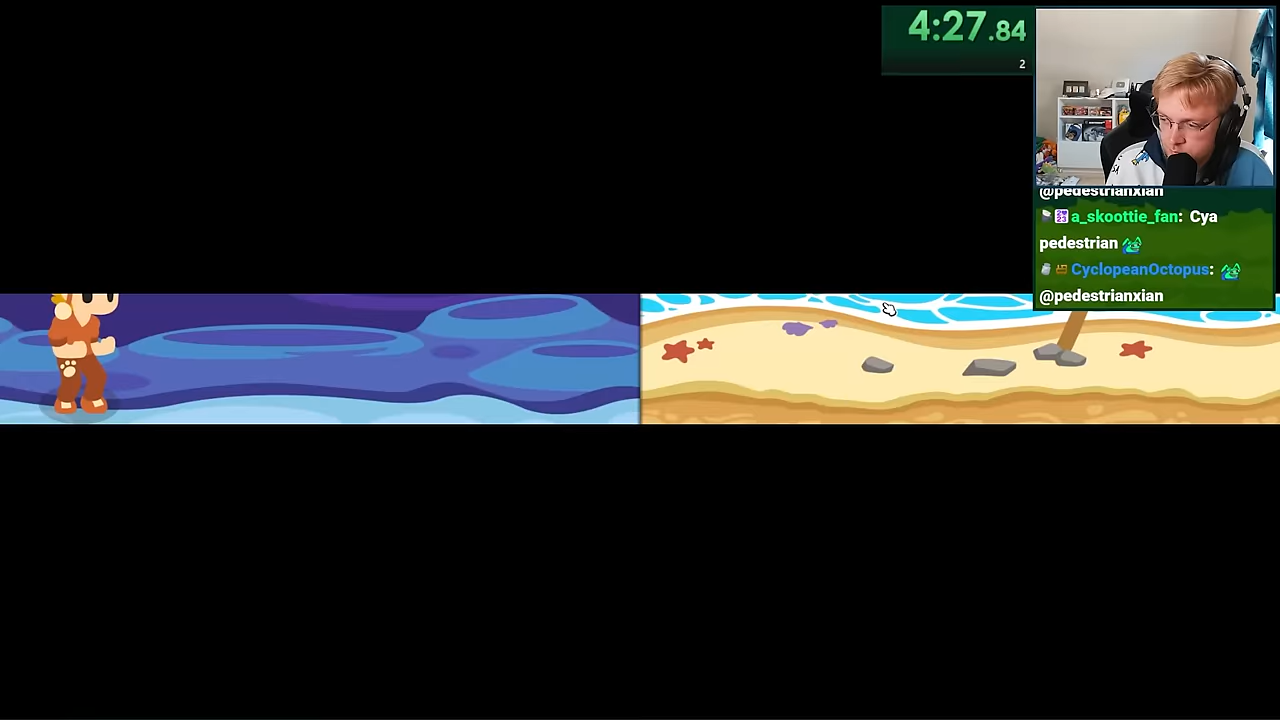 4:27.84
2
@pedestrianxian
a_skoottie_fan: Cya
pedestrian
CyclopeanOctopus:
@pedestrianxian